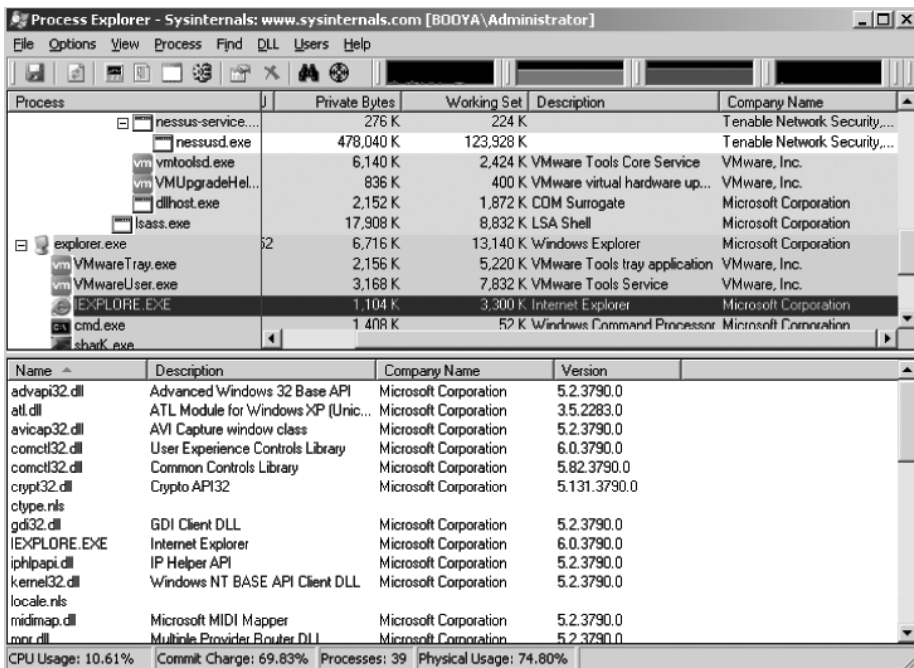 Process Explorer - Sysinternals: www.sysinternals.com [BOOYA\Administrator]
File Options View Process Find DLL Users Help
Process Private Bytes Working Set Description Company Name
nessus-service.... 276 K 224 K Tenable Network Security,...
nessusd.exe 478,040 K 123,928 K Tenable Network Security,...
vm vmtoolsd.exe 6,140 K 2,424 K VMware Tools Core Service VMware, Inc.
vm VMUpgradeHel... 836 K 400 K VMware virtual hardware up... VMware, Inc.
dllhost.exe 2,152 K 1,872 K COM Surrogate Microsoft Corporation
lsass.exe 17,908 K 8,832 K LSA Shell Microsoft Corporation
explorer.exe 52 6,716 K 13,140 K Windows Explorer Microsoft Corporation
vm VMwareTray.exe 2,156 K 5,220 K VMware Tools tray application VMware, Inc.
vm VMwareUser.exe 3,168 K 7,832 K VMware Tools Service VMware, Inc.
IEXPLORE.EXE 1,104 K 3,300 K Internet Explorer Microsoft Corporation
cmd.exe 1,408 K 52 K Windows Command Processor Microsoft Corporation
sharK.exe
Name Description Company Name Version
advapi32.dll Advanced Windows 32 Base API Microsoft Corporation 5.2.3790.0
atl.dll ATL Module for Windows XP (Unic... Microsoft Corporation 3.5.2283.0
avicap32.dll AVI Capture window class Microsoft Corporation 5.2.3790.0
comctl32.dll User Experience Controls Library Microsoft Corporation 6.0.3790.0
comctl32.dll Common Controls Library Microsoft Corporation 5.82.3790.0
crypt32.dll Crypto API32 Microsoft Corporation 5.131.3790.0
ctype.nls
gdi32.dll GDI Client DLL Microsoft Corporation 5.2.3790.0
IEXPLORE.EXE Internet Explorer Microsoft Corporation 6.0.3790.0
iphlpapi.dll IP Helper API Microsoft Corporation 5.2.3790.0
kernel32.dll Windows NT BASE API Client DLL Microsoft Corporation 5.2.3790.0
locale.nls
midimap.dll Microsoft MIDI Mapper Microsoft Corporation 5.2.3790.0
mpr.dll Multiple Provider Router DLL Microsoft Corporation 5.2.3790.0
CPU Usage: 10.61% Commit Charge: 69.83% Processes: 39 Physical Usage: 74.80%